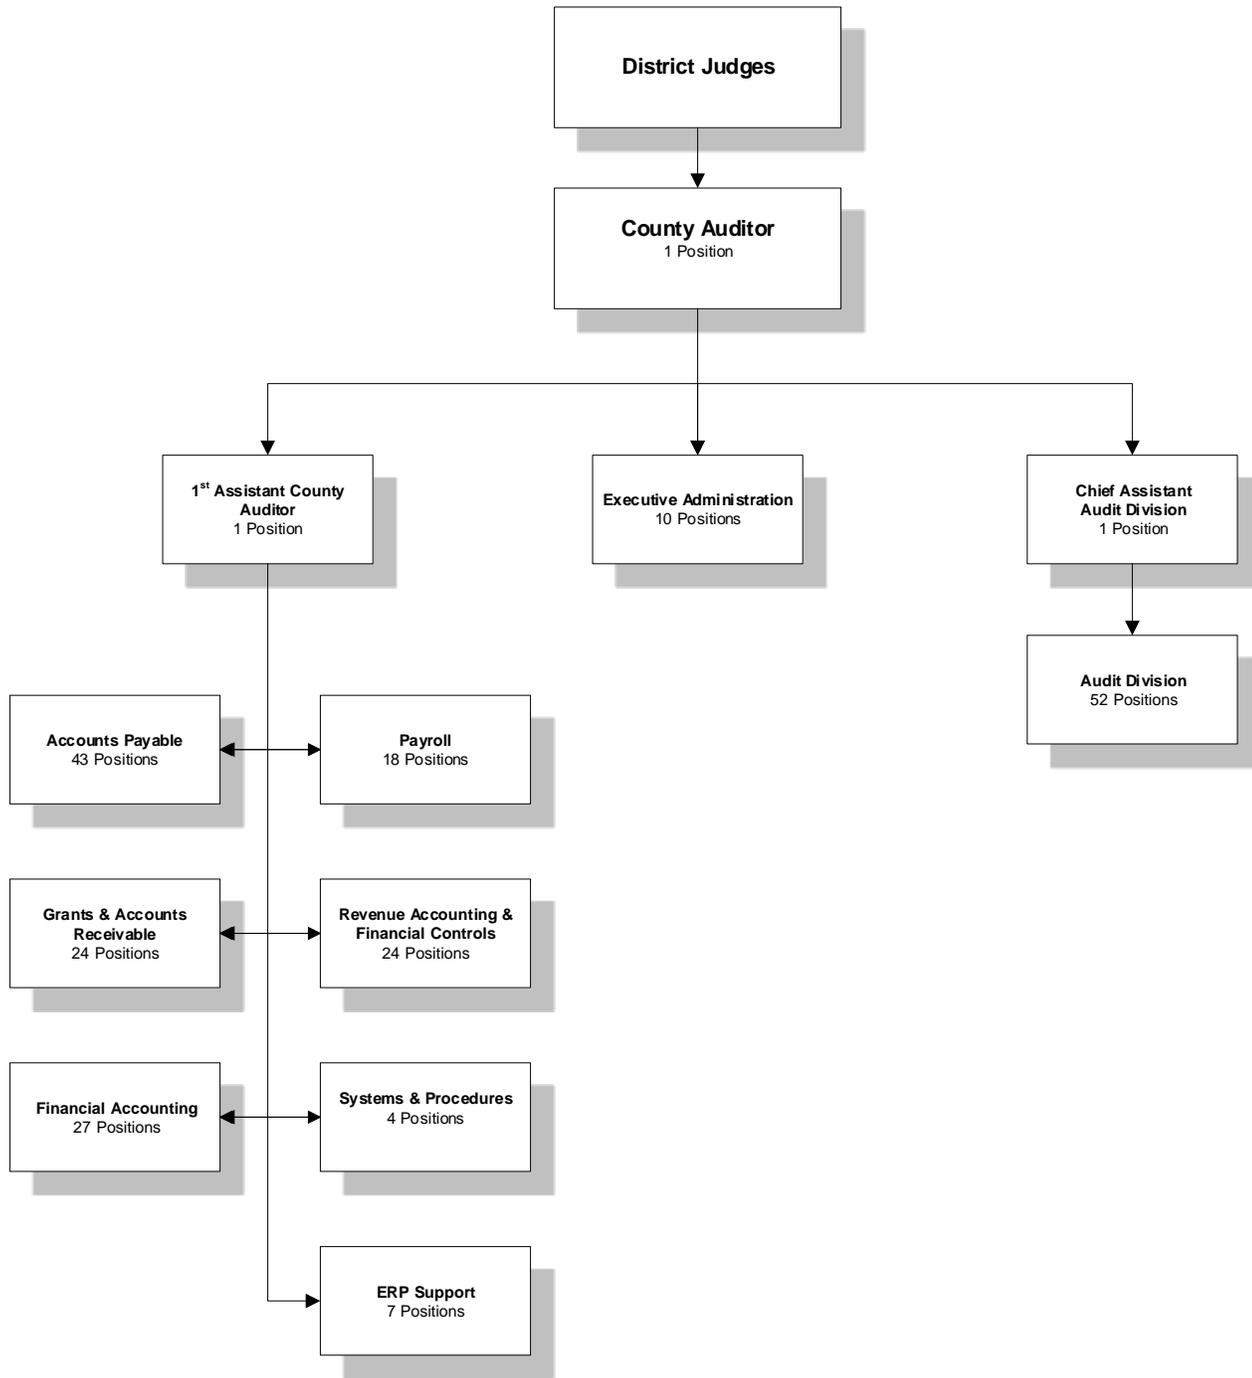 District Judges
County Auditor
1 Position
1st Assistant County
Auditor
1 Position
Executive Administration
10 Positions
Chief Assistant
Audit Division
1 Position
Audit Division
52 Positions
Accounts Payable
43 Positions
Payroll
18 Positions
Grants & Accounts
Receivable
24 Positions
Revenue Accounting &
Financial Controls
24 Positions
Financial Accounting
27 Positions
Systems & Procedures
4 Positions
ERP Support
7 Positions